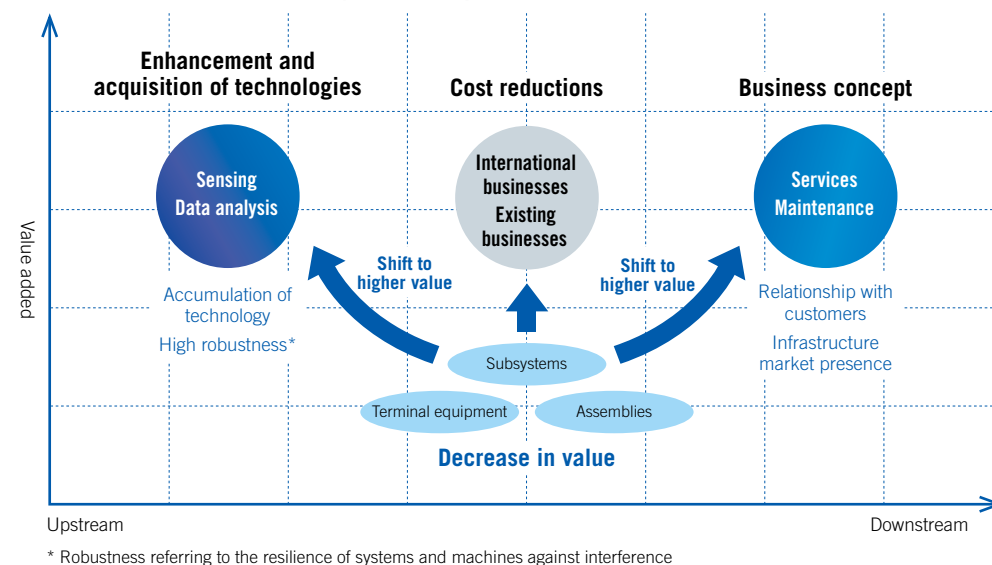 Enhancement and
acquisition of technologies
Cost reductions
Business concept
Sensing
Data analysis
International
businesses
Existing
businesses
Services
Maintenance
Value added
Shift to
higher value
Shift to
higher value
Accumulation of
technology
High robustness*
Relationship with
customers
Infrastructure
market presence
Subsystems
Terminal equipment
Assemblies
Decrease in value
Upstream
Downstream
* Robustness referring to the resilience of systems and machines against interference